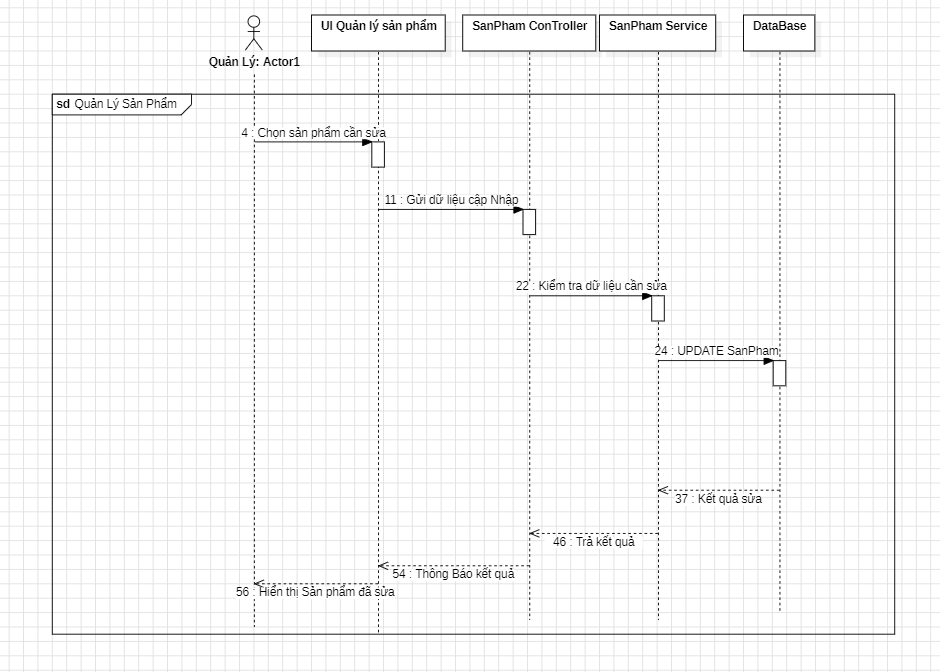 Quản Lý: Actor1
UI Quản lý sản phẩm
SanPham ConTroller
SanPham Service
DataBase
sd Quản Lý Sản Phẩm
4 : Chọn sản phẩm cần sửa
11 : Gửi dữ liệu cập Nhập
22 : Kiểm tra dữ liệu cần sửa
24 : UPDATE SanPham
37 : Kết quả sửa
46 : Trả kết quả
54 : Thông Báo kết quả
56 : Hiển thị Sản phẩm đã sửa